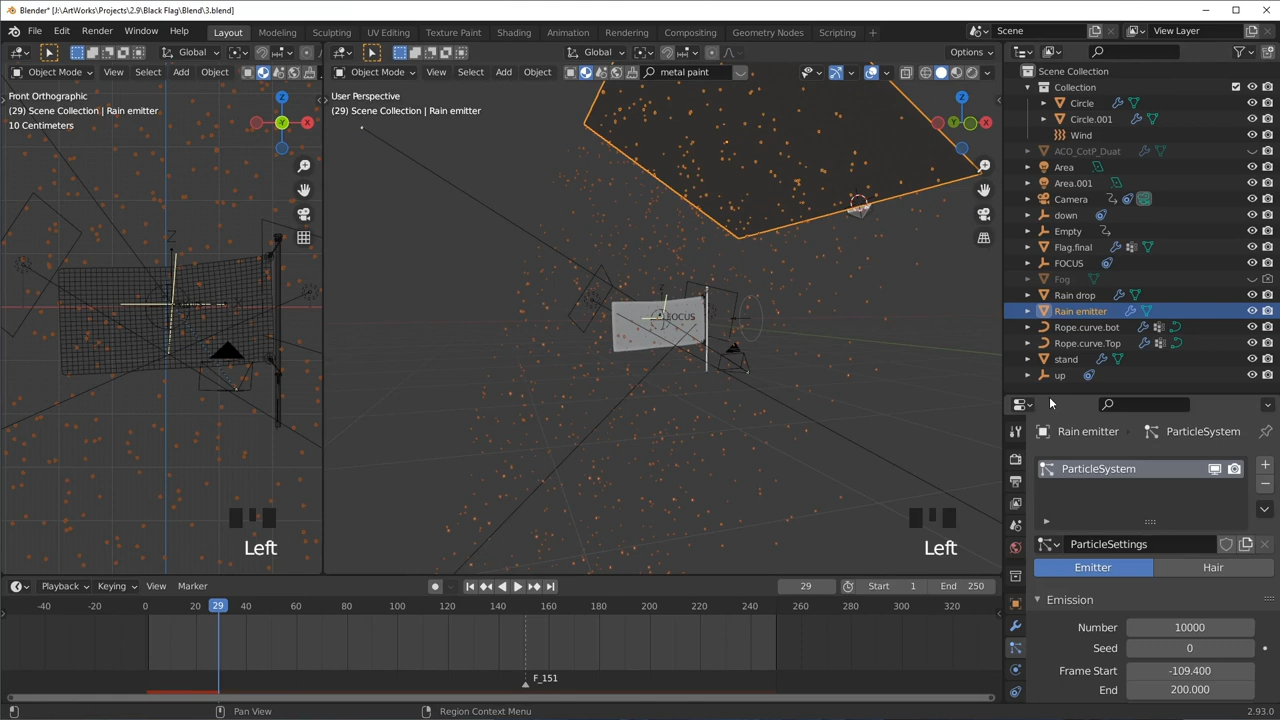 Blender* [J:\ArtWorks\Projects\2.9\Black Flag\Blend\3.blend]
File Edit Render Window Help Layout Modeling Sculpting UV Editing Texture Paint Shading Animation Rendering Compositing Geometry Nodes Scripting + Scene View Layer
Global Global Options
Object Mode View Select Add Object Object Mode View Select Add Object metal paint
Scene Collection
Front Orthographic User Perspective
Collection
(29) Scene Collection | Rain emitter (29) Scene Collection | Rain emitter
Circle
10 Centimeters
Circle.001
Wind
ACO_CotP_Duat
Area
Area.001
Camera
down
Empty
Flag.final
FOCUS
Fog
Rain drop
Rain emitter
Rope.curve.bot
Rope.curve.Top
stand
up
Z X Z X
Z
FOCUS
Rain emitter ParticleSystem
ParticleSystem
Left Left
ParticleSettings
Emitter Hair
Playback Keying View Marker 29 Start 1 End 250
Emission
-40 -20 0 20 29 40 60 80 100 120 140 160 180 200 220 240 260 280 300 320
Number 10000
Seed 0
Frame Start -109.400
F_151
End 200.000
Pan View Region Context Menu 2.93.0